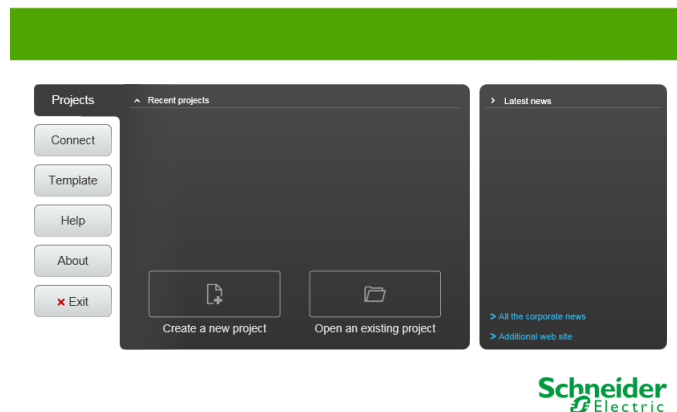 Projects
Recent projects
Latest news
Connect
Template
Help
About
Exit
Create a new project
Open an existing project
> All the corporate news
> Additional web site
Schneider
Electric